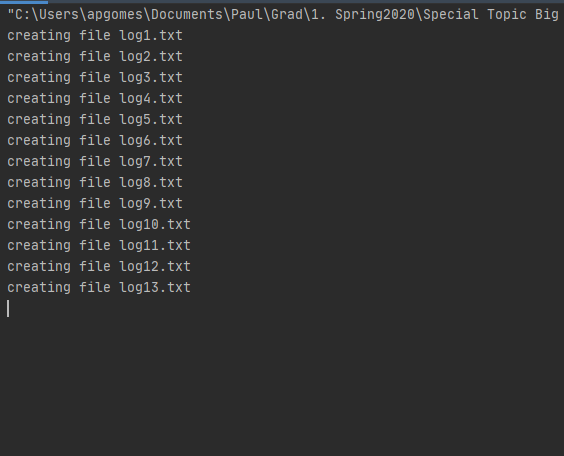 "C:\Users\apgomes\Documents\Paul\Grad\1. Spring2020\Special Topic Big
creating file log1.txt
creating file log2.txt
creating file log3.txt
creating file log4.txt
creating file log5.txt
creating file log6.txt
creating file log7.txt
creating file log8.txt
creating file log9.txt
creating file log10.txt
creating file log11.txt
creating file log12.txt
creating file log13.txt